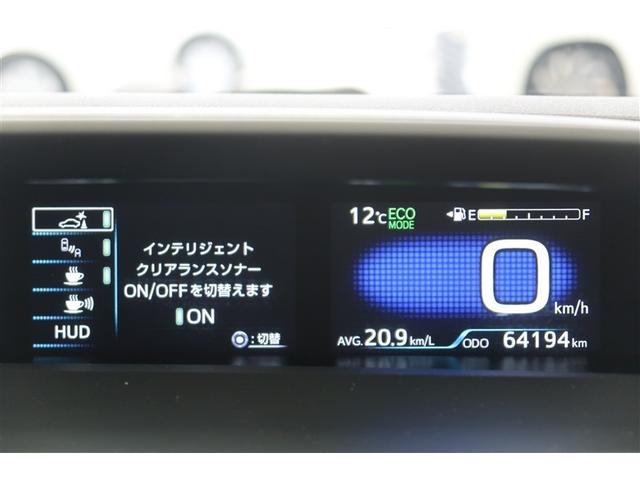 インテリジェント
クリアランスソナー
ON/OFFを切替えます
ON
:切替
A
HUD
12℃ ECO MODE
E F
0 km/h
AVG. 20.9 km/L ODO 64194 km